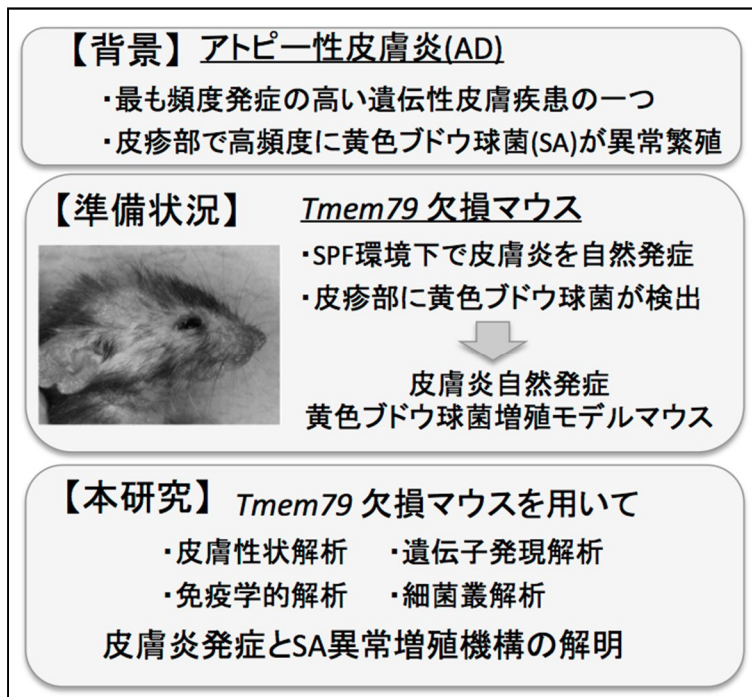 【背景】 アトピー性皮膚炎(AD)
・最も頻度発症の高い遺伝性皮膚疾患の一つ
・皮疹部で高頻度に黄色ブドウ球菌(SA)が異常繁殖
【準備状況】 Tmem79 欠損マウス
・SPF環境下で皮膚炎を自然発症
・皮疹部に黄色ブドウ球菌が検出
皮膚炎自然発症
黄色ブドウ球菌増殖モデルマウス
【本研究】 Tmem79 欠損マウスを用いて
・皮膚性状解析 ・遺伝子発現解析
・免疫学的解析 ・細菌叢解析
皮膚炎発症とSA異常増殖機構の解明